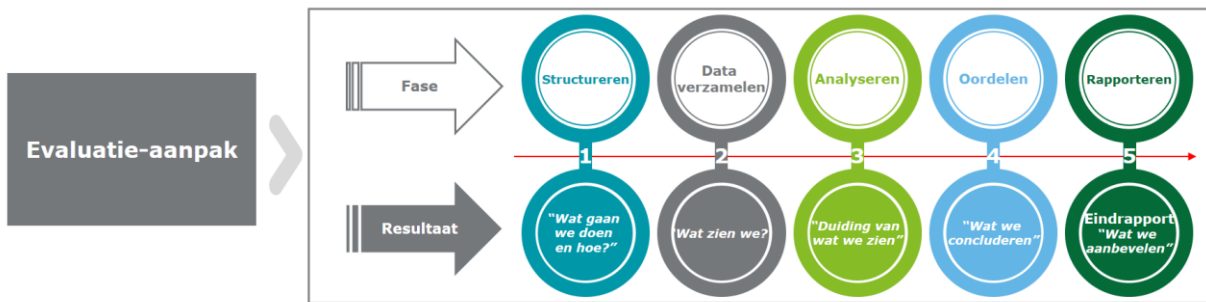 Evaluatie-aanpak
Fase
Structureren
Data
verzamelen
Analyseren
Oordelen
Rapporteren
1
2
3
4
5
Resultaat
“Wat gaan
we doen
en hoe?”
“Wat zien we?
“Duiding van
wat we zien”
“Wat we
concluderen”
Eindrapport
“Wat we
aanbevelen”